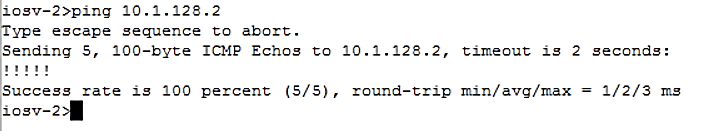 iosv-2>ping 10.1.128.2
Type escape sequence to abort.
Sending 5, 100-byte ICMP Echos to 10.1.128.2, timeout is 2 seconds:
!!!!!
Success rate is 100 percent (5/5), round-trip min/avg/max = 1/2/3 ms
iosv-2>